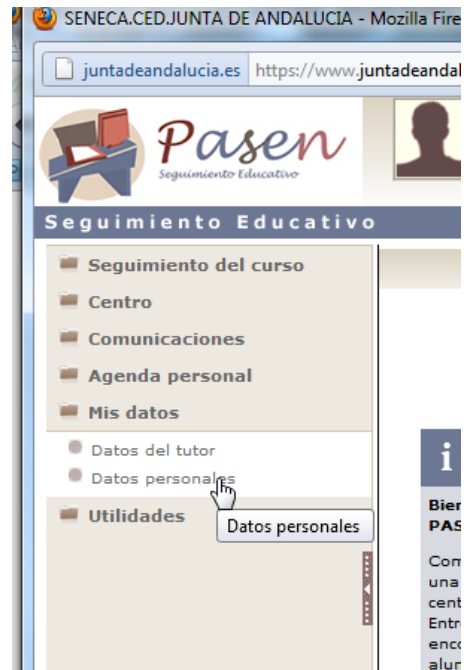 SENECA.CED.JUNTA DE ANDALUCIA - Mozilla Fire
juntadeandalucia.es https://www.juntadeandal
Pasen
Seguimiento Educativo
Seguimiento Educativo
Seguimiento del curso
Centro
Comunicaciones
Agenda personal
Mis datos
Datos del tutor
Datos personales
Utilidades
Datos personales
i
Bien
PAS
Com
una
cent
Entr
enco
alum